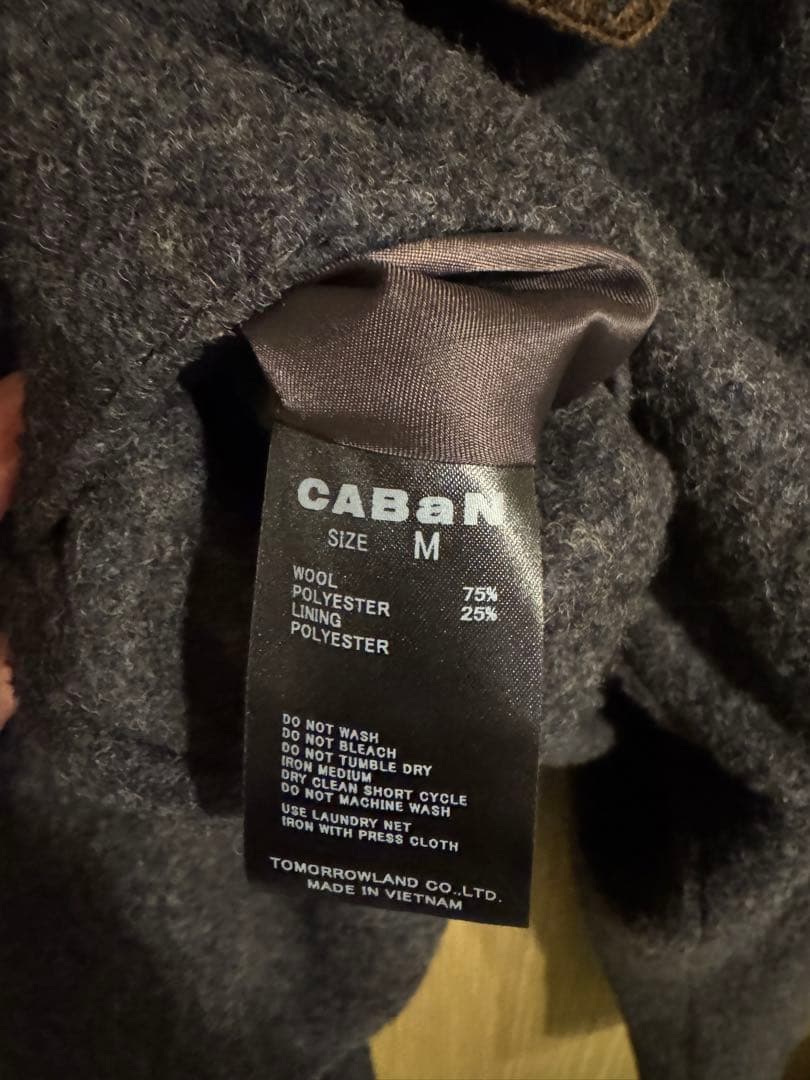 CABaN
SIZE M
WOOL 75%
POLYESTER 25%
LINING
POLYESTER
DO NOT WASH
DO NOT BLEACH
DO NOT TUMBLE DRY
IRON MEDIUM
DRY CLEAN SHORT CYCLE
DO NOT MACHINE WASH
USE LAUNDRY NET
IRON WITH PRESS CLOTH
TOMORROWLAND CO.,LTD.
MADE IN VIETNAM